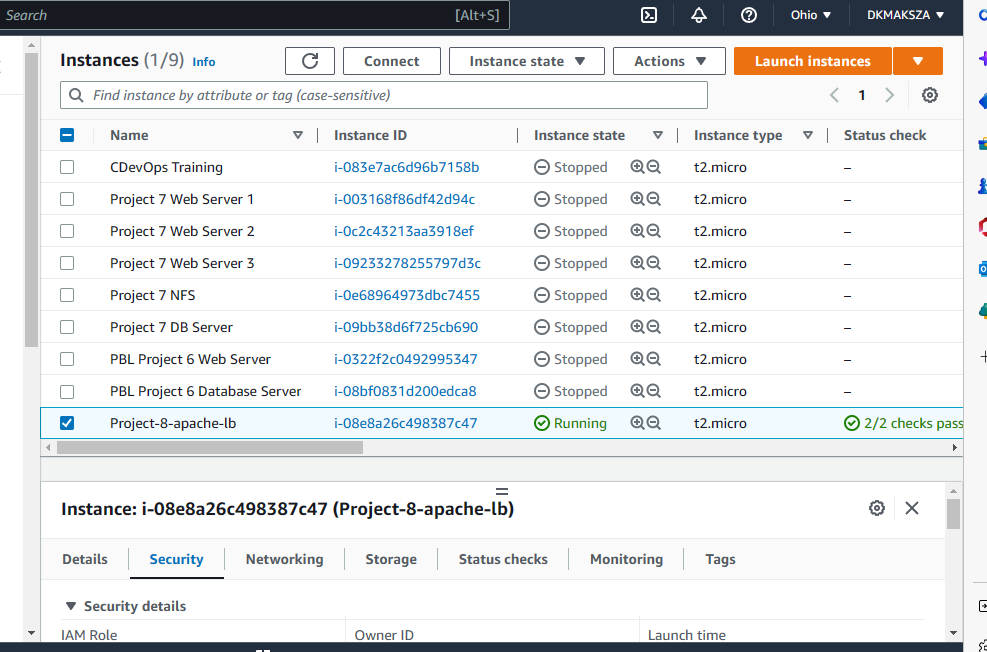 Search [Alt+S] Ohio ▼ DKMAKSZA ▼
Instances (1/9) Info Connect Instance state ▼ Actions ▼ Launch instances ▼
Find instance by attribute or tag (case-sensitive) 1
Name Instance ID Instance state Instance type Status check
CDevOps Training i-083e7ac6d96b7158b Stopped t2.micro –
Project 7 Web Server 1 i-003168f86df42d94c Stopped t2.micro –
Project 7 Web Server 2 i-0c2c43213aa3918ef Stopped t2.micro –
Project 7 Web Server 3 i-09233278255797d3c Stopped t2.micro –
Project 7 NFS i-0e68964973dbc7455 Stopped t2.micro –
Project 7 DB Server i-09bb38d6f725cb690 Stopped t2.micro –
PBL Project 6 Web Server i-0322f2c0492995347 Stopped t2.micro –
PBL Project 6 Database Server i-08bf0831d200edca8 Stopped t2.micro –
Project-8-apache-lb i-08e8a26c498387c47 Running t2.micro 2/2 checks pass
Instance: i-08e8a26c498387c47 (Project-8-apache-lb)
Details Security Networking Storage Status checks Monitoring Tags
▼ Security details
IAM Role Owner ID Launch time